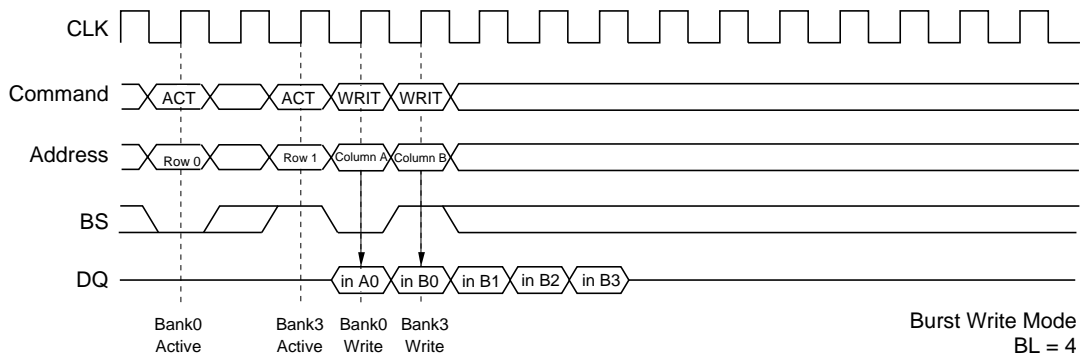 CLK
Command ACT ACT WRIT WRIT
Address Row 0 Row 1 Column A Column B
BS
DQ in A0 in B0 in B1 in B2 in B3
Bank0 Bank3 Bank0 Bank3
Active Active Write Write
Burst Write Mode
BL = 4